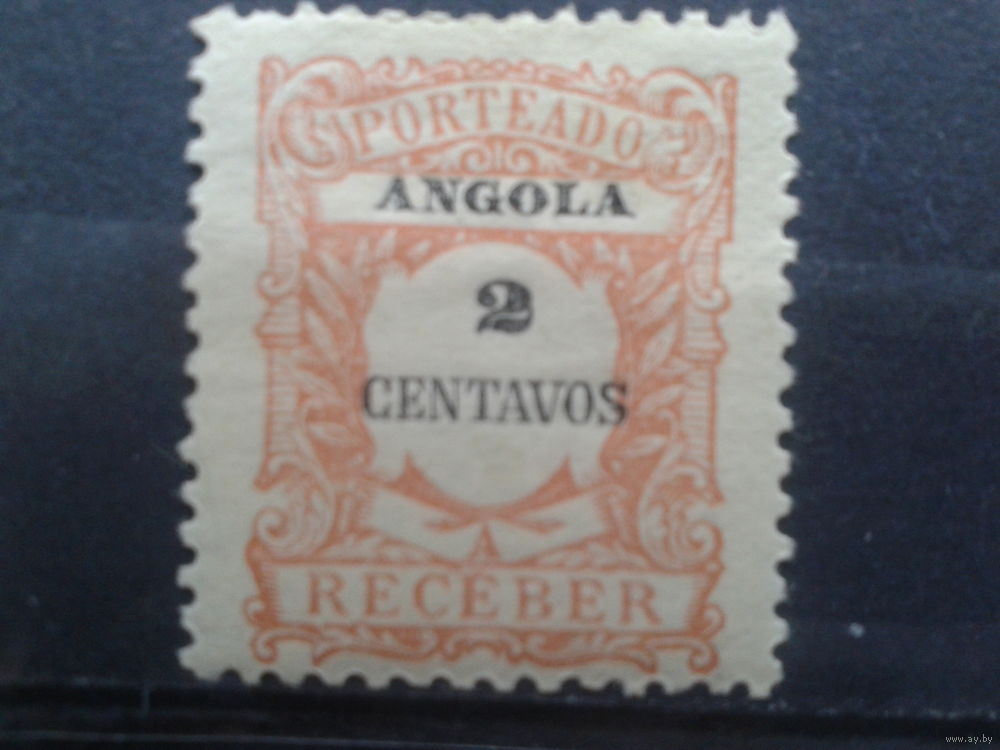 PORTEADO
ANGOLA
2
CENTAVOS
A
RECEBER
www.ay.by